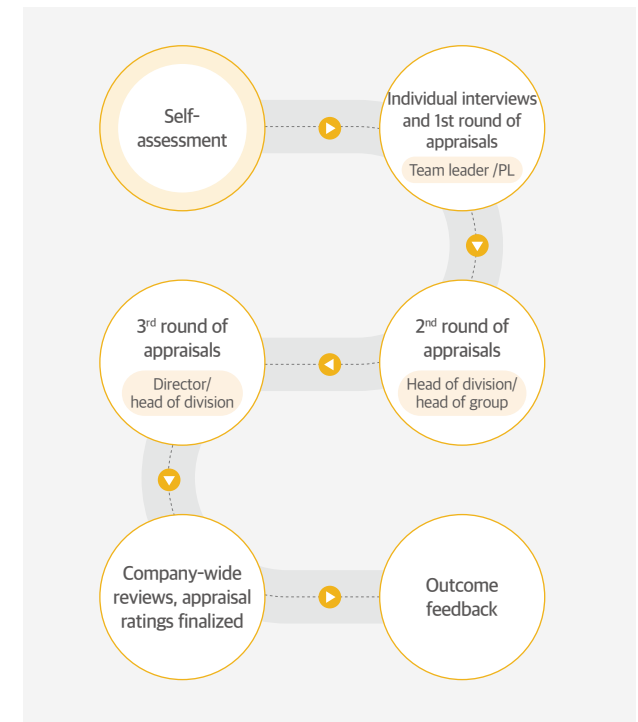 Self-
assessment
Individual interviews
and 1st round of
appraisals
Team leader /PL
3rd round of
appraisals
Director/
head of division
2nd round of
appraisals
Head of division/
head of group
Company-wide
reviews, appraisal
ratings finalized
Outcome
feedback